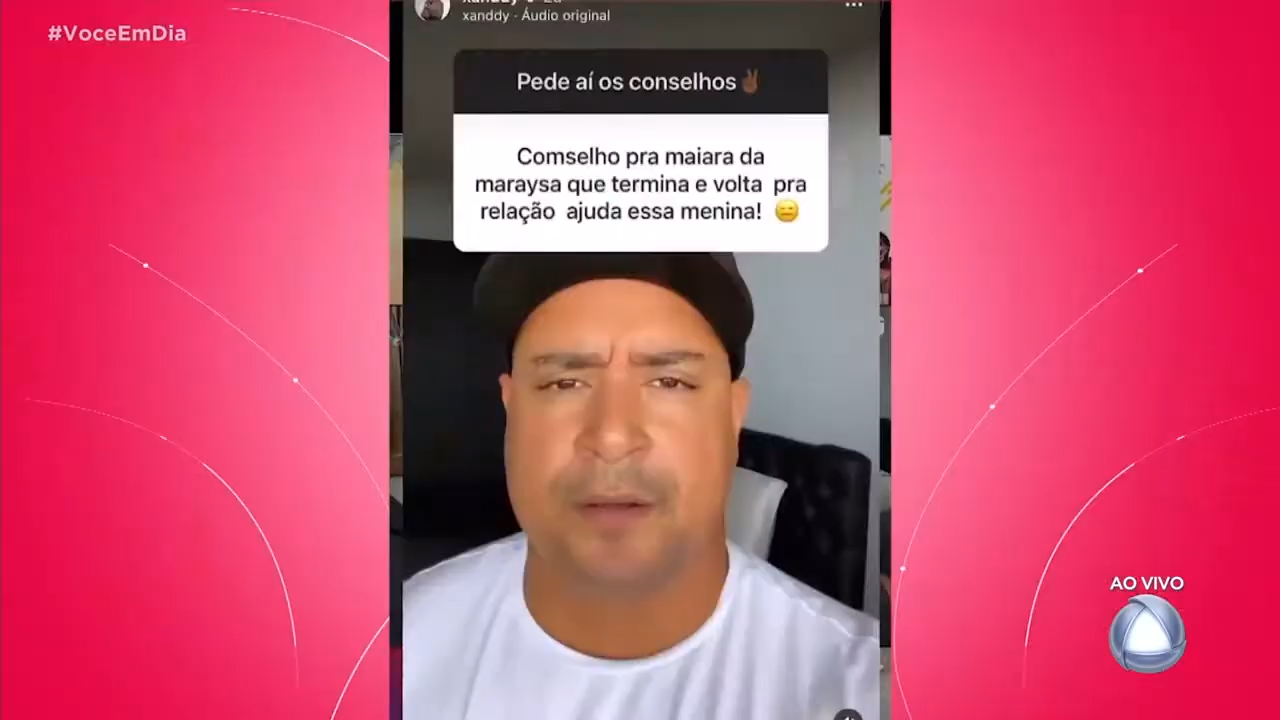 #VoceEmDia
xanddy · Áudio original
Pede aí os conselhos✌🏾
Comselho pra maiara da
maraysa que termina e volta pra
relação ajuda essa menina! 😑
AO VIVO